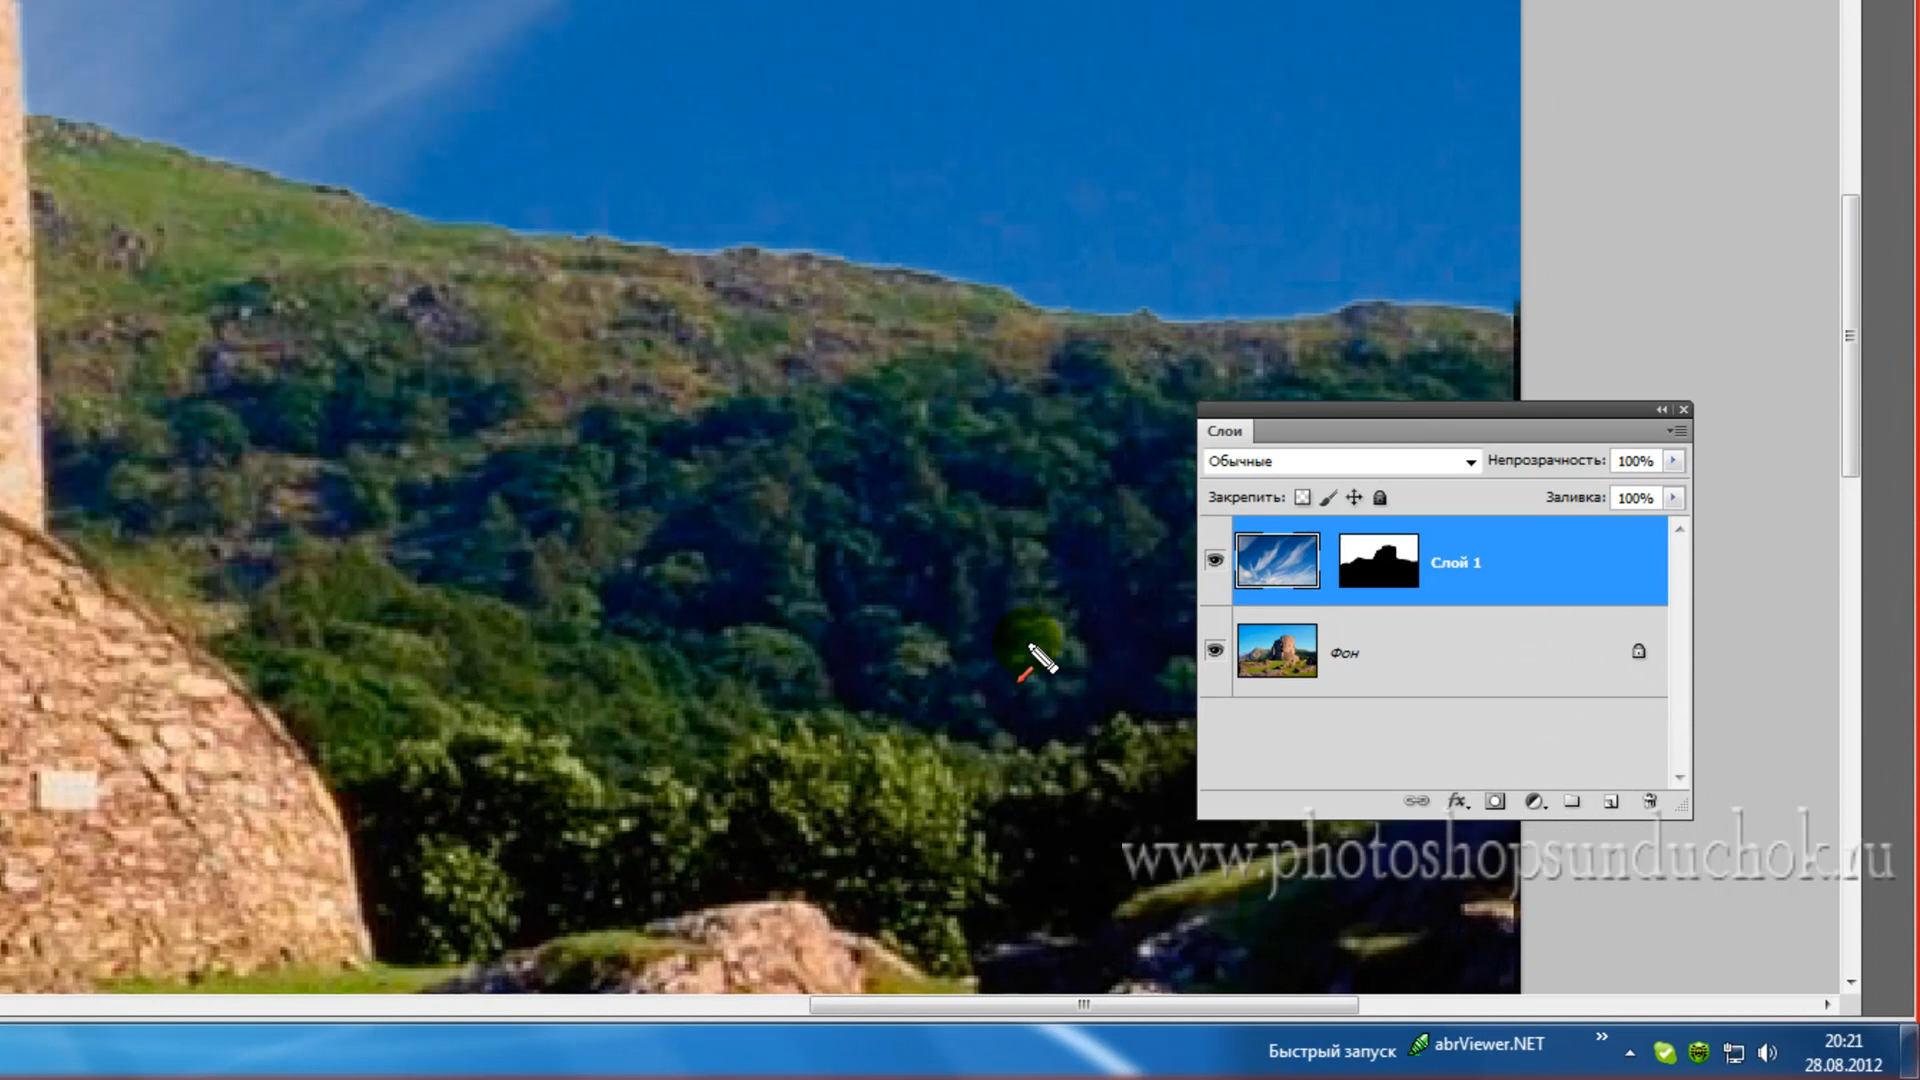 Слои
Обычные Непрозрачность: 100%
Закрепить: Заливка: 100%
Слой 1
Фон
fx
www.photoshopsunduchok.ru
Быстрый запуск abrViewer.NET » 20:21
28.08.2012